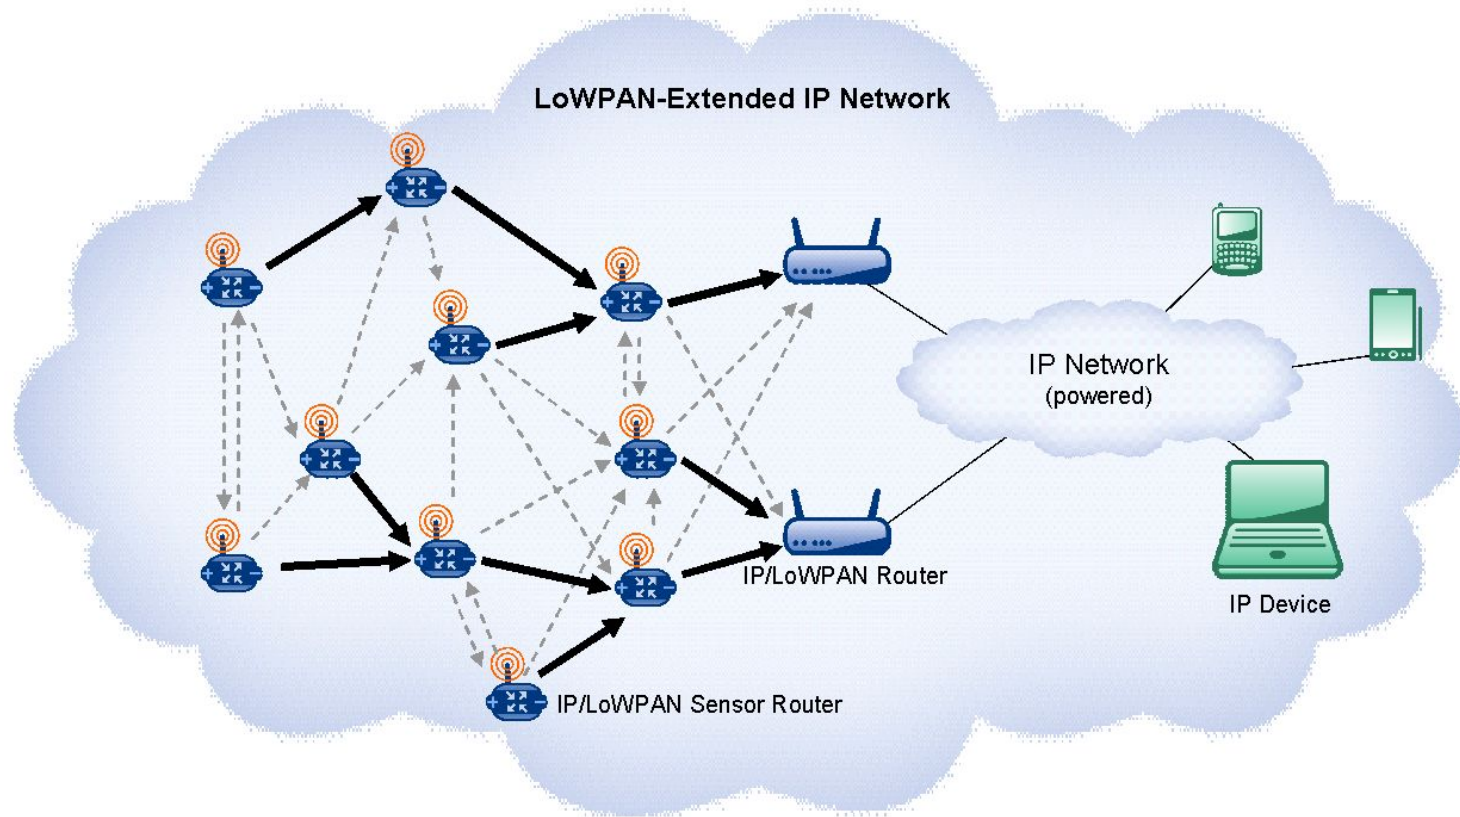 LoWPAN-Extended IP Network
IP Network
(powered)
IP/LoWPAN Router
IP Device
IP/LoWPAN Sensor Router